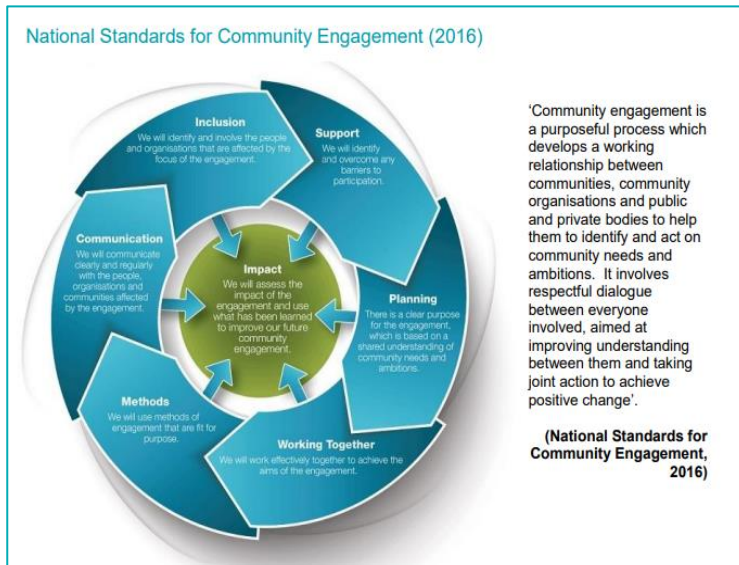 National Standards for Community Engagement (2016)
Inclusion
We will identify and involve the people
and organisations that are affected by the
focus of the engagement.
Support
We will identify
and overcome any
barriers to
participation.
Planning
There is a clear purpose
for the engagement,
which is based on a
shared understanding of
community needs and
ambitions.
Working Together
We will work effectively together to achieve the
aims of the engagement.
Methods
We will use methods of
engagement that are fit for
purpose.
Communication
We will communicate
clearly and regularly
with the people,
organisations and
communities affected
by the engagement.
Impact
We will assess the
impact of the
engagement and use
what has been learned
to improve our future
community
engagement.
‘Community engagement is
a purposeful process which
develops a working
relationship between
communities, community
organisations and public
and private bodies to help
them to identify and act on
community needs and
ambitions. It involves
respectful dialogue
between everyone
involved, aimed at
improving understanding
between them and taking
joint action to achieve
positive change’.
(National Standards for
Community Engagement,
2016)